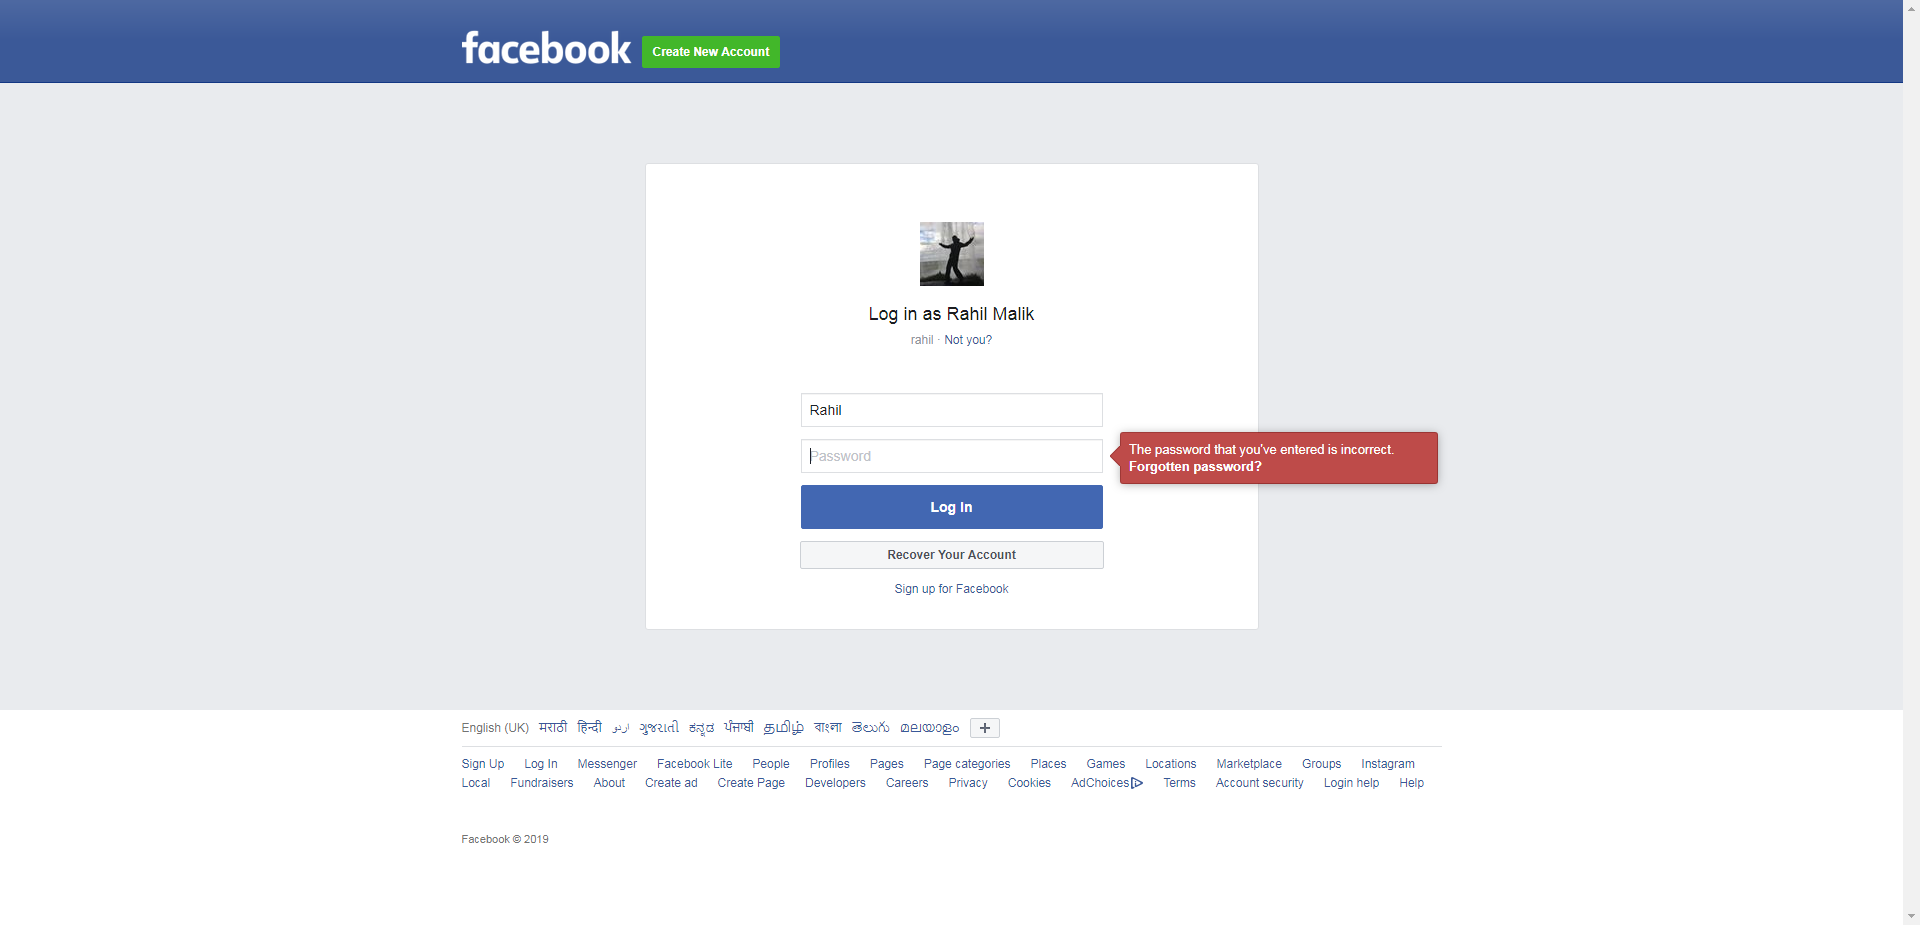 facebook Create New Account
Log in as Rahil Malik
rahil · Not you?
Rahil
Password
The password that you've entered is incorrect.
Forgotten password?
Log In
Recover Your Account
Sign up for Facebook
English (UK) मराठी हिन्दी اردو ગુજરાતી ಕನ್ನಡ ਪੰਜਾਬੀ தமிழ் বাংলা తెలుగు മലയാളം +
Sign Up Log In Messenger Facebook Lite People Profiles Pages Page categories Places Games Locations Marketplace Groups Instagram
Local Fundraisers About Create ad Create Page Developers Careers Privacy Cookies AdChoices Terms Account security Login help Help
Facebook © 2019